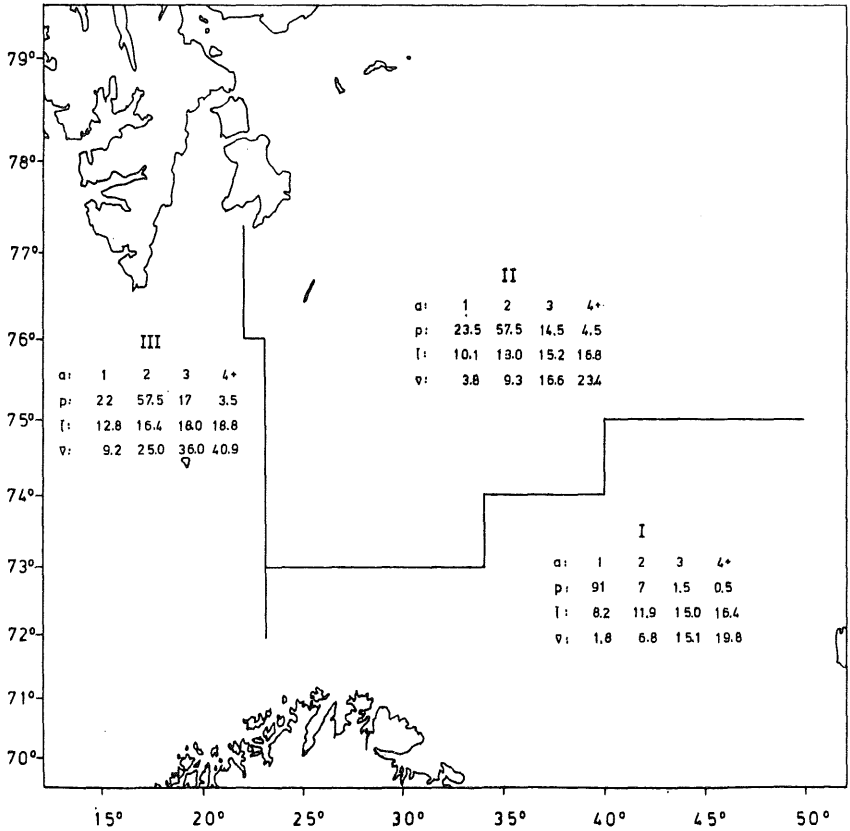 79°
78°
77°
76°
75°
74°
73°
72°
71°
70°
II
a: 1 2 3 4+
p: 23.5 57.5 14.5 4.5
l̄: 10.1 13.0 15.2 16.8
v̄: 3.8 9.3 16.6 23.4
III
a: 1 2 3 4+
p: 22 57.5 17 3.5
l̄: 12.8 16.4 18.0 18.8
v̄: 9.2 25.0 36.0 40.9
I
a: 1 2 3 4+
p: 91 7 1.5 0.5
l̄: 8.2 11.9 15.0 16.4
v̄: 1.8 6.8 15.1 19.8
15° 20° 25° 30° 35° 40° 45° 50°